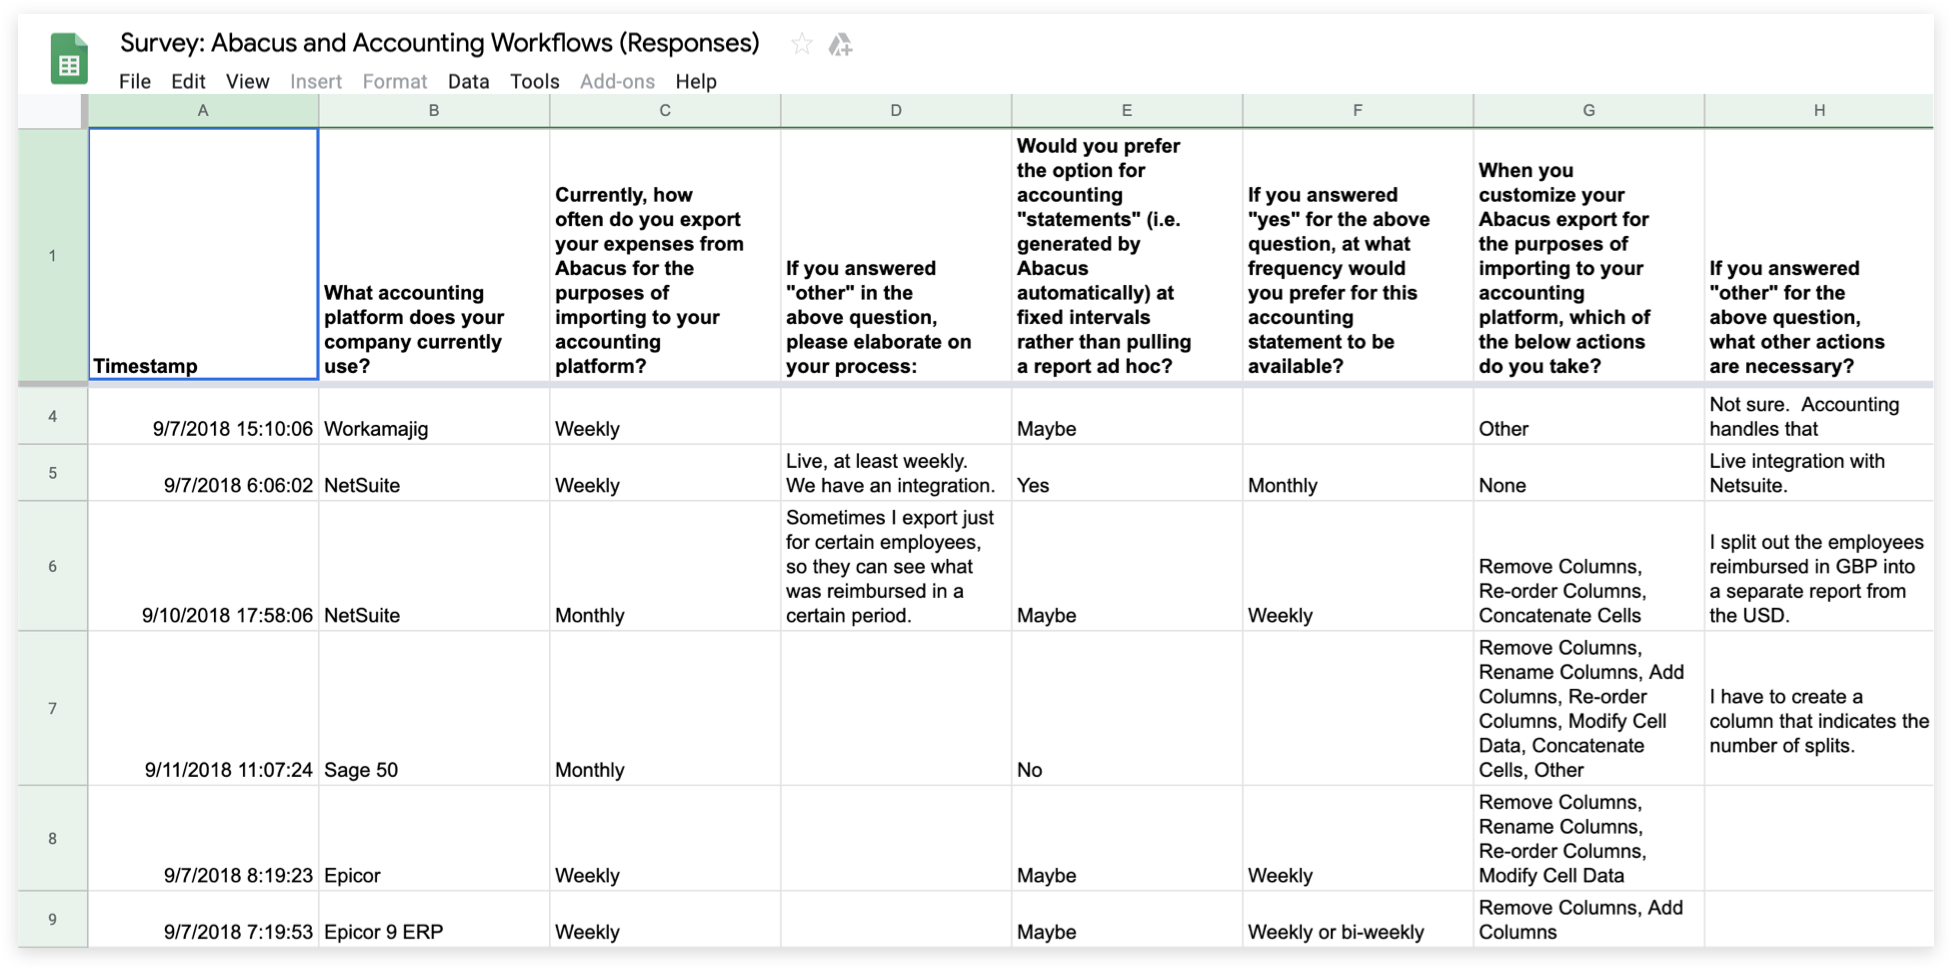 Survey: Abacus and Accounting Workflows (Responses)
File Edit View Insert Format Data Tools Add-ons Help
A B C D E F G H
1
Timestamp
What accounting
platform does your
company currently
use?
Currently, how
often do you export
your expenses from
Abacus for the
purposes of
importing to your
accounting
platform?
If you answered
"other" in the
above question,
please elaborate on
your process:
Would you prefer
the option for
accounting
"statements" (i.e.
generated by
Abacus
automatically) at
fixed intervals
rather than pulling
a report ad hoc?
If you answered
"yes" for the above
question, at what
frequency would
you prefer for this
accounting
statement to be
available?
When you
customize your
Abacus export for
the purposes of
importing to your
accounting
platform, which of
the below actions
do you take?
If you answered
"other" for the
above question,
what other actions
are necessary?
4
9/7/2018 15:10:06
Workamajig
Weekly
Maybe
Other
Not sure.  Accounting
handles that
5
9/7/2018 6:06:02
NetSuite
Weekly
Live, at least weekly.
We have an integration.
Yes
Monthly
None
Live integration with
Netsuite.
6
9/10/2018 17:58:06
NetSuite
Monthly
Sometimes I export just
for certain employees,
so they can see what
was reimbursed in a
certain period.
Maybe
Weekly
Remove Columns,
Re-order Columns,
Concatenate Cells
I split out the employees
reimbursed in GBP into
a separate report from
the USD.
7
9/11/2018 11:07:24
Sage 50
Monthly
No
Remove Columns,
Rename Columns, Add
Columns, Re-order
Columns, Modify Cell
Data, Concatenate
Cells, Other
I have to create a
column that indicates the
number of splits.
8
9/7/2018 8:19:23
Epicor
Weekly
Maybe
Weekly
Remove Columns,
Rename Columns,
Re-order Columns,
Modify Cell Data
9
9/7/2018 7:19:53
Epicor 9 ERP
Weekly
Maybe
Weekly or bi-weekly
Remove Columns, Add
Columns